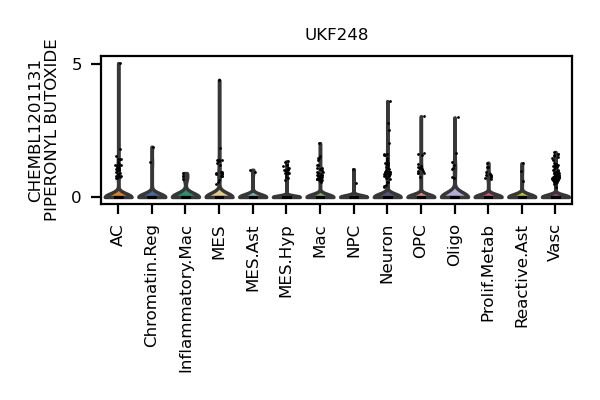 UKF248
CHEMBL1201131
PIPERONYL BUTOXIDE
5
0
AC
Chromatin.Reg
Inflammatory.Mac
MES
MES.Ast
MES.Hyp
Mac
NPC
Neuron
OPC
Oligo
Prolif.Metab
Reactive.Ast
Vasc